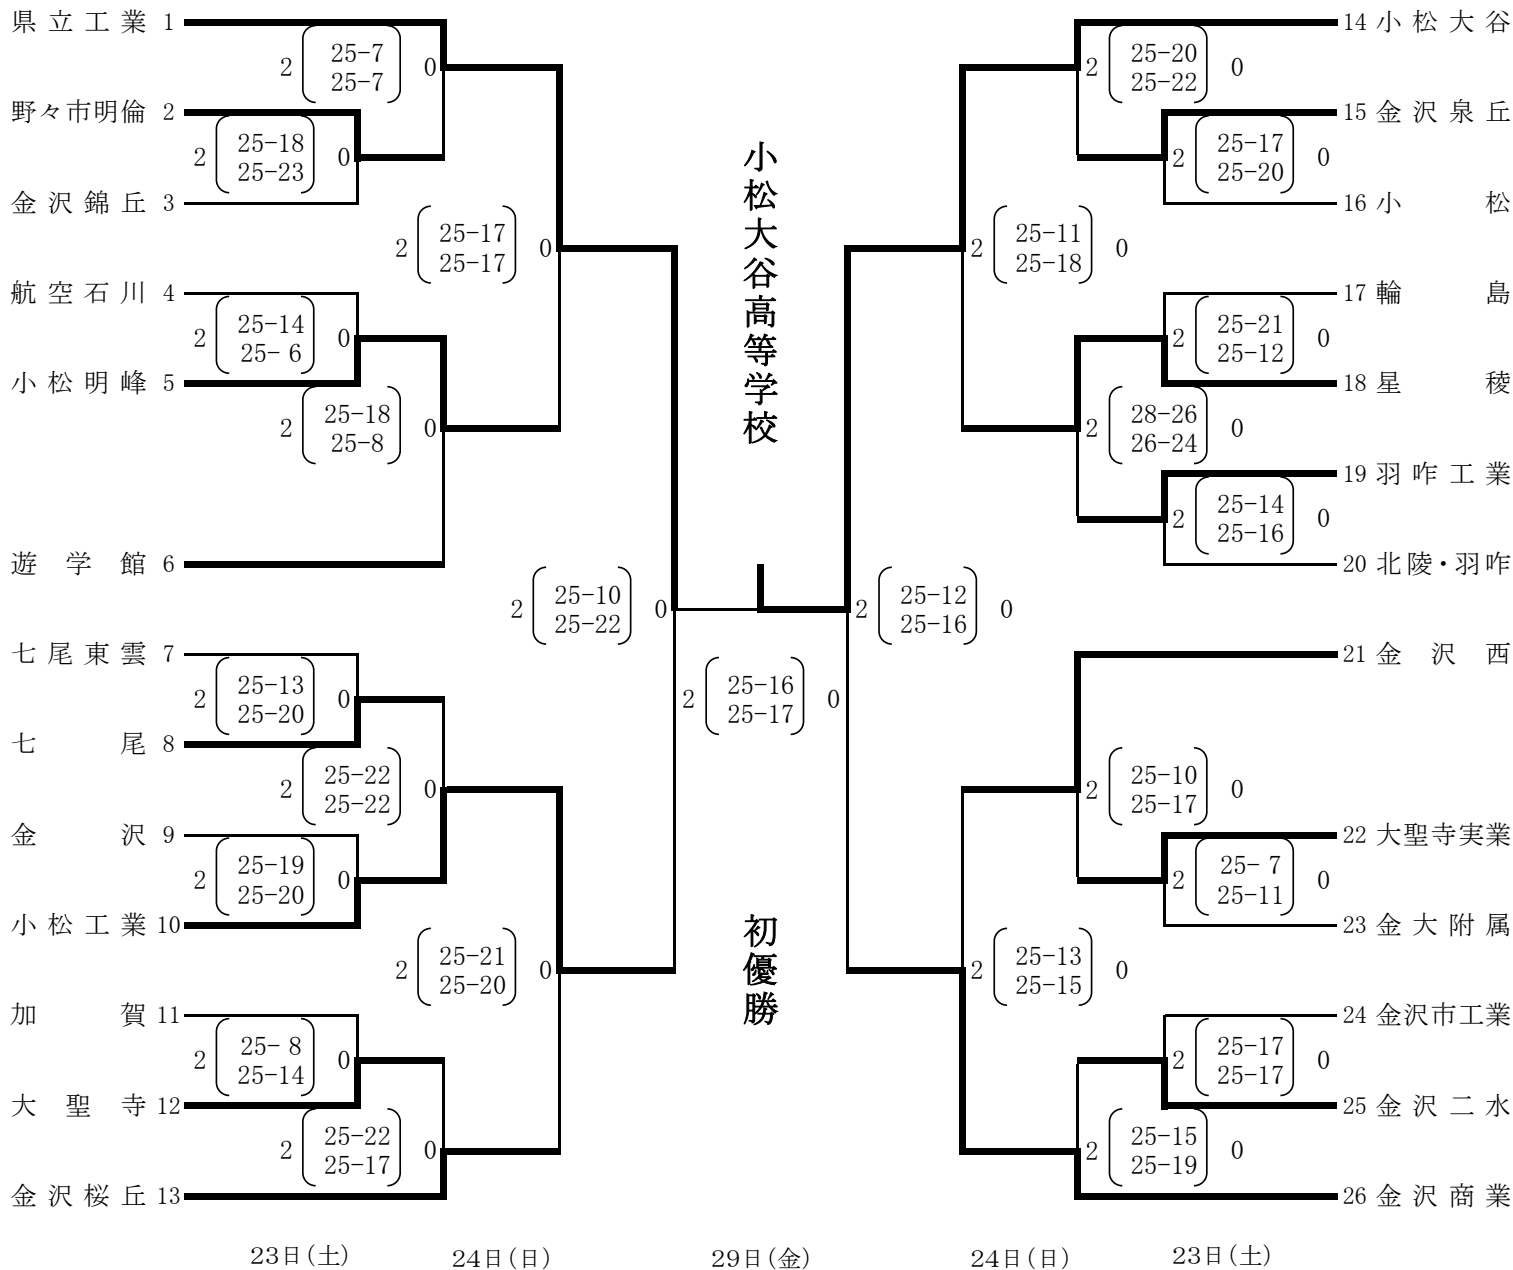 県立工業 1
2 25-7 0
25-7
野々市明倫 2
2 25-18 0
25-23
金沢錦丘 3
2 25-17 0
25-17
航空石川 4
2 25-14 0
25- 6
小松明峰 5
2 25-18 0
25-8
遊学館 6
2 25-10 0
25-22
七尾東雲 7
2 25-13 0
25-20
七尾 8
2 25-22 0
25-22
金沢 9
2 25-19 0
25-20
小松工業 10
2 25-21 0
25-20
加賀 11
2 25- 8 0
25-14
大聖寺 12
2 25-22 0
25-17
金沢桜丘 13
小松大谷高等学校
2 25-16 0
25-17
初優勝
14 小松大谷
2 25-20 0
25-22
15 金沢泉丘
2 25-17 0
25-20
16 小松
2 25-11 0
25-18
17 輪島
2 25-21 0
25-12
18 星稜
2 28-26 0
26-24
19 羽咋工業
2 25-14 0
25-16
20 北陵・羽咋
2 25-12 0
25-16
21 金沢西
2 25-10 0
25-17
22 大聖寺実業
2 25- 7 0
25-11
23 金大附属
2 25-13 0
25-15
24 金沢市工業
2 25-17 0
25-17
25 金沢二水
2 25-15 0
25-19
26 金沢商業
23日(土) 24日(日) 29日(金) 24日(日) 23日(土)